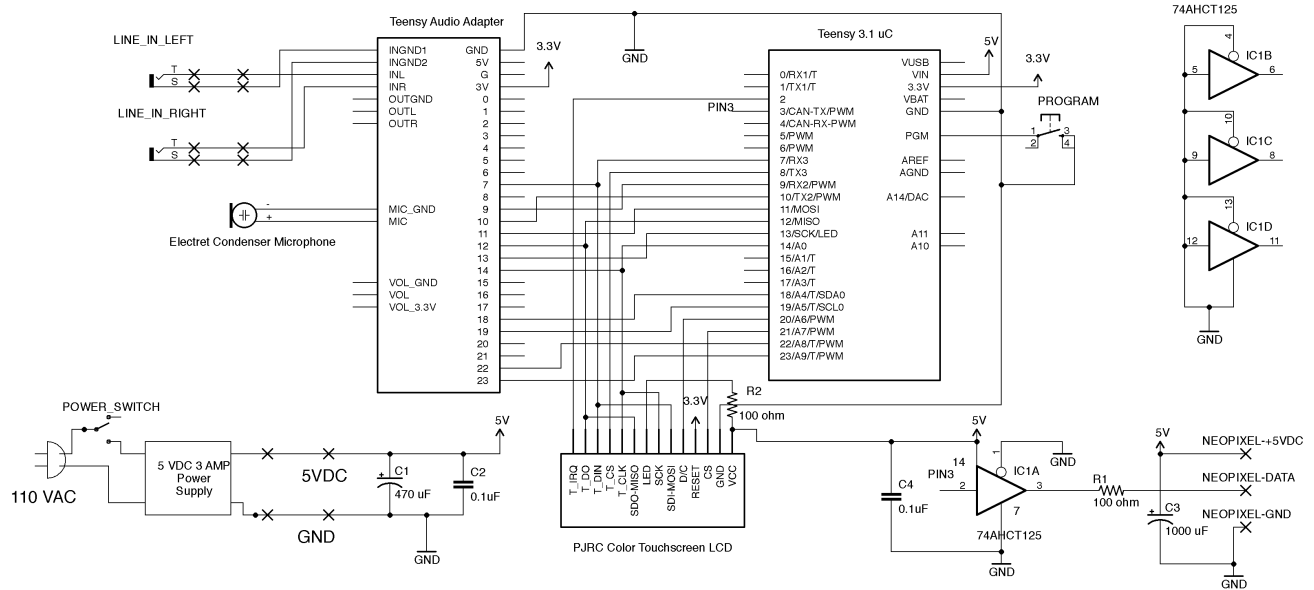 LINE_IN_LEFT
T
S
LINE_IN_RIGHT
T
S
-
+
Electret Condenser Microphone
Teensy Audio Adapter
INGND1
INGND2
INL
INR
OUTGND
OUTL
OUTR
MIC_GND
MIC
VOL_GND
VOL
VOL_3.3V
GND
5V
G
3V
0
1
2
3
4
5
6
7
8
9
10
11
12
13
14
15
16
17
18
19
20
21
22
23
3.3V
GND
Teensy 3.1 uC
PIN3
0/RX1/T
1/TX1/T
2
3/CAN-TX/PWM
4/CAN-RX-PWM
5/PWM
6/PWM
7/RX3
8/TX3
9/RX2/PWM
10/TX2/PWM
11/MOSI
12/MISO
13/SCK/LED
14/A0
15/A1/T
16/A2/T
17/A3/T
18/A4/T/SDA0
19/A5/T/SCL0
20/A6/PWM
21/A7/PWM
22/A8/T/PWM
23/A9/T/PWM
VUSB
VIN
3.3V
VBAT
GND
PGM
AREF
AGND
A14/DAC
A11
A10
5V
3.3V
PROGRAM
1
2
3
4
74AHCT125
4
5
IC1B
6
10
9
IC1C
8
13
12
IC1D
11
GND
POWER_SWITCH
110 VAC
5 VDC 3 AMP
Power
Supply
5VDC
GND
5V
+
C1
470 uF
C2
0.1uF
GND
R2
100 ohm
3.3V
T_IRQ
T_DO
T_DIN
T_CS
T_CLK
SDO-MISO
LED
SCK
SDI-MOSI
D/C
RESET
CS
GND
VCC
PJRC Color Touchscreen LCD
C4
0.1uF
5V
14
PIN3
2
1
IC1A
3
7
74AHCT125
GND
GND
R1
100 ohm
5V
+
C3
1000 uF
NEOPIXEL-+5VDC
NEOPIXEL-DATA
NEOPIXEL-GND
GND